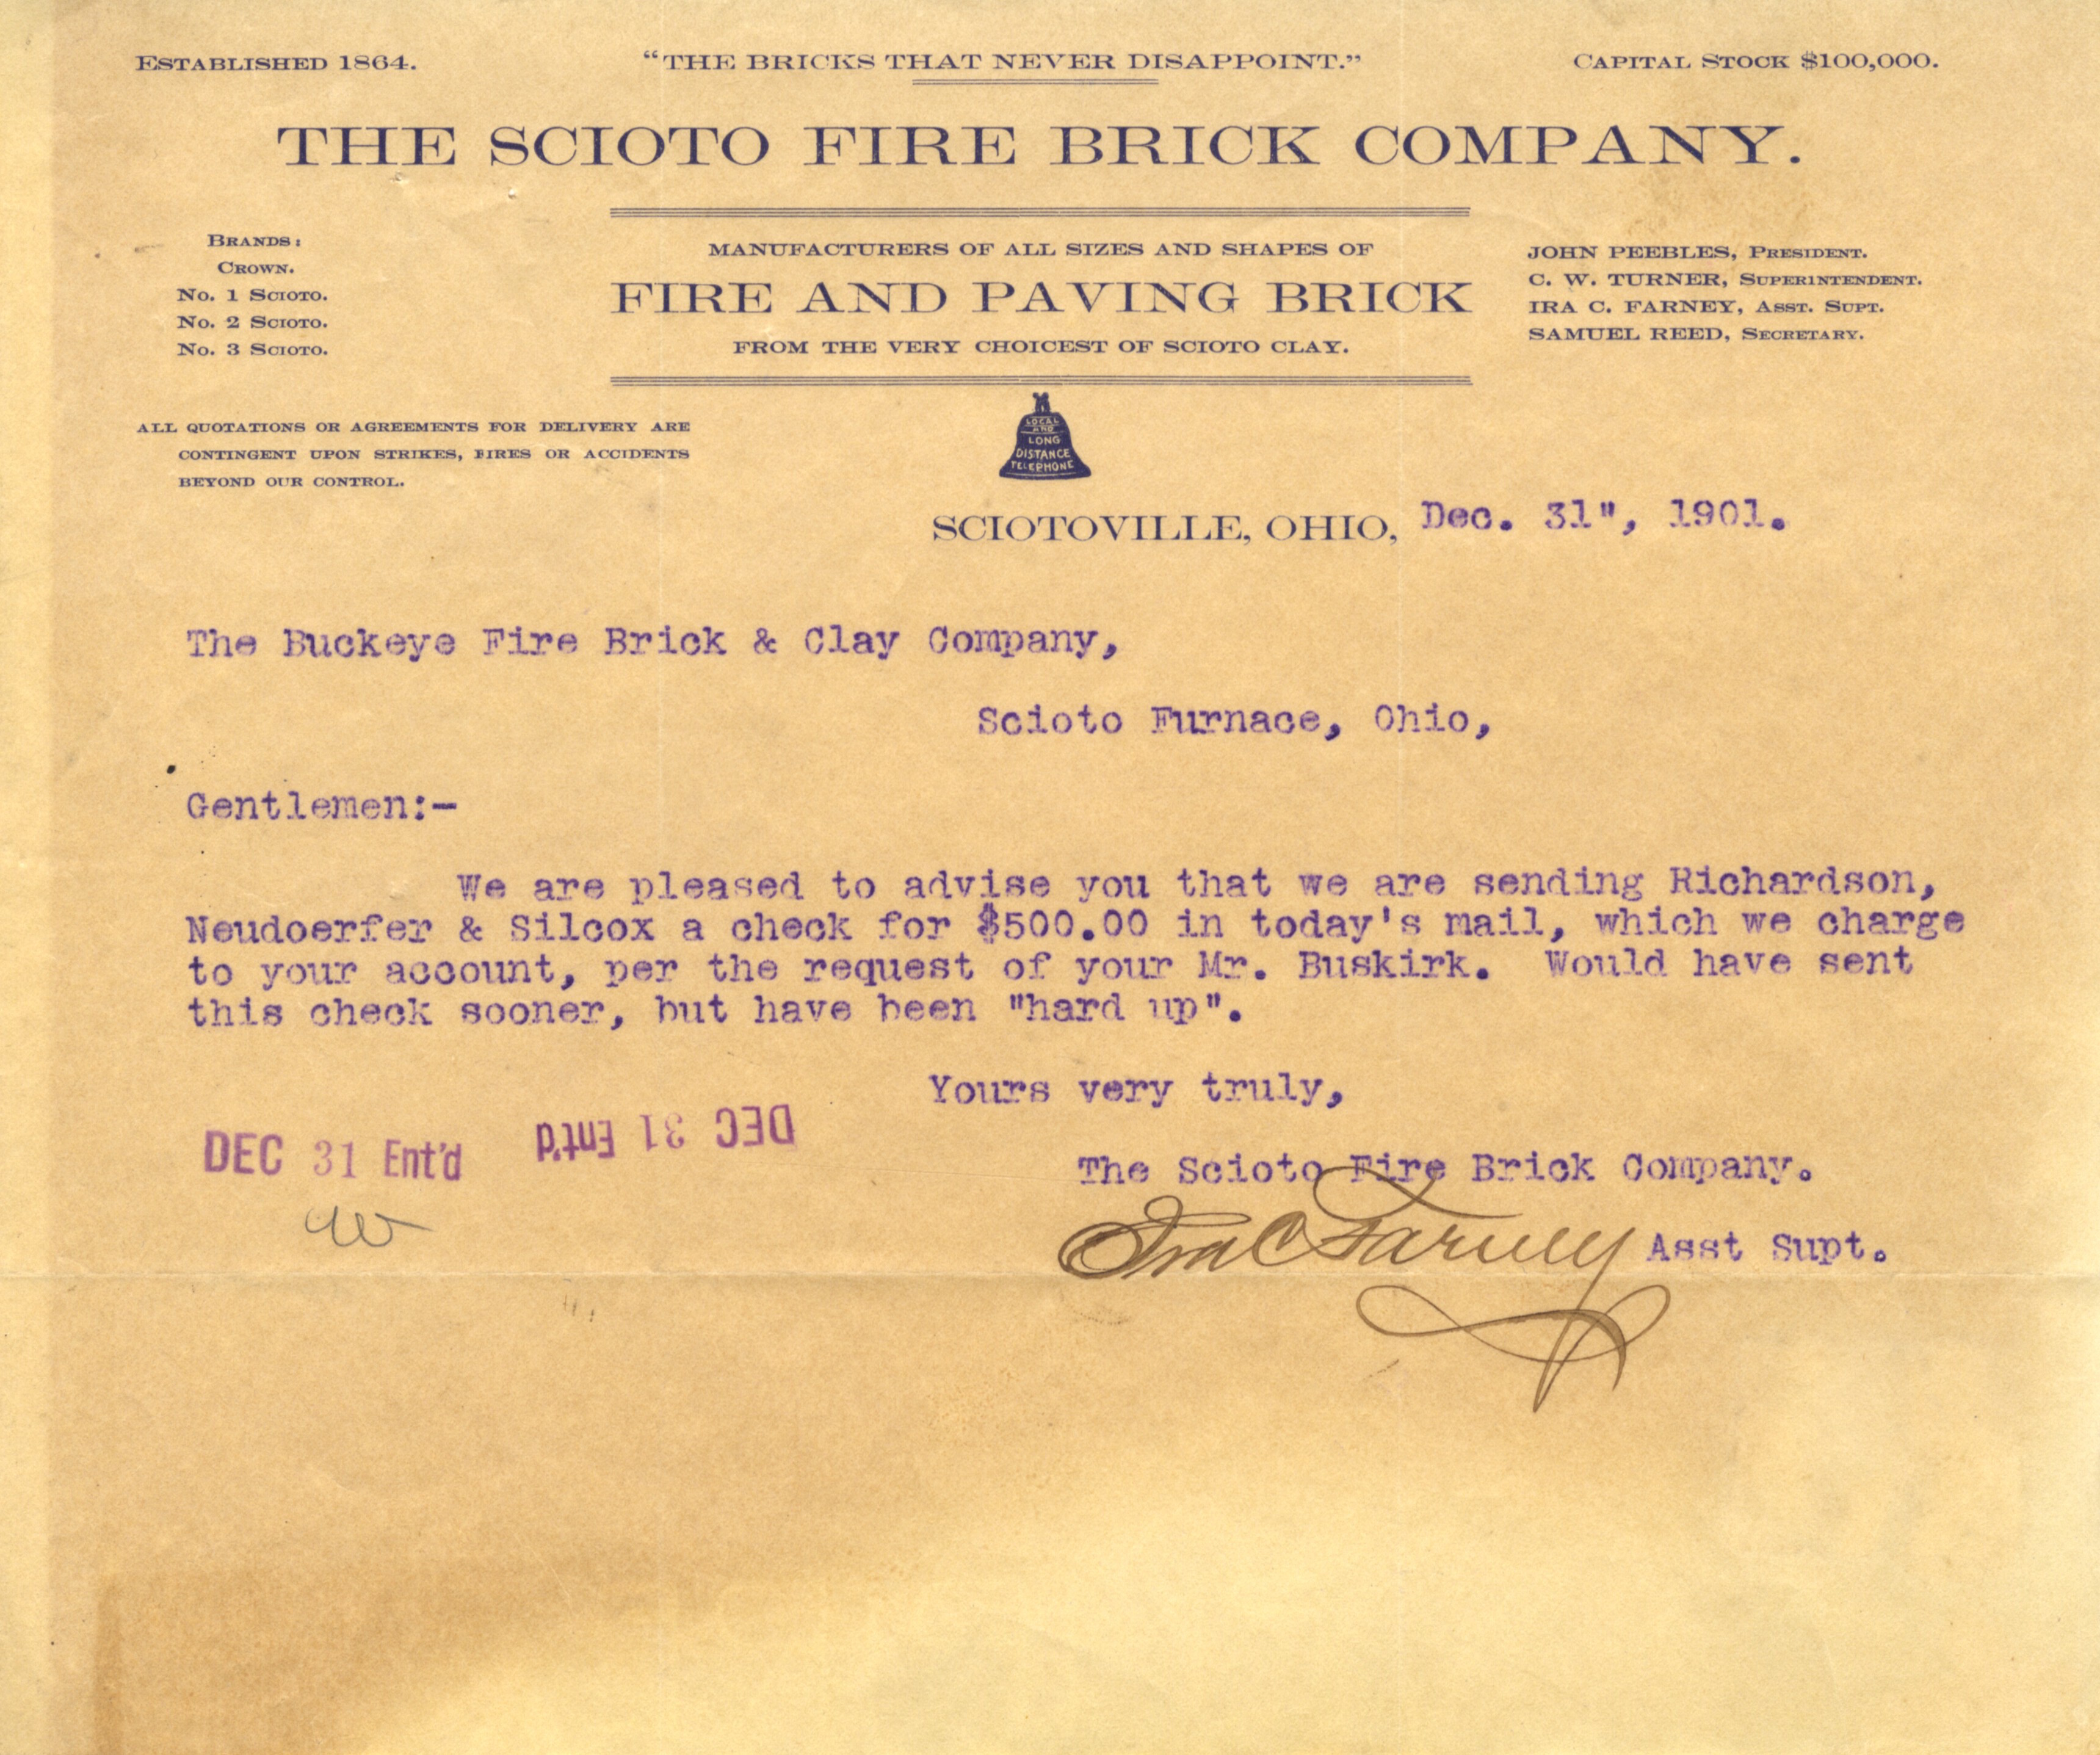 ESTABLISHED 1864.
"THE BRICKS THAT NEVER DISAPPOINT."
CAPITAL STOCK $100,000.
THE SCIOTO FIRE BRICK COMPANY.
BRANDS:
CROWN.
No. 1 SCIOTO.
No. 2 SCIOTO.
No. 3 SCIOTO.
MANUFACTURERS OF ALL SIZES AND SHAPES OF
FIRE AND PAVING BRICK
FROM THE VERY CHOICEST OF SCIOTO CLAY.
JOHN PEEBLES, PRESIDENT.
C. W. TURNER, SUPERINTENDENT.
IRA C. FARNEY, ASST. SUPT.
SAMUEL REED, SECRETARY.
ALL QUOTATIONS OR AGREEMENTS FOR DELIVERY ARE
CONTINGENT UPON STRIKES, FIRES OR ACCIDENTS
BEYOND OUR CONTROL.
LOCAL
AND
LONG
DISTANCE
TELEPHONE
SCIOTOVILLE, OHIO, Dec. 31", 1901.
The Buckeye Fire Brick & Clay Company,
Scioto Furnace, Ohio,
Gentlemen:-
We are pleased to advise you that we are sending Richardson,
Neudoerfer & Silcox a check for $500.00 in today's mail, which we charge
to your account, per the request of your Mr. Buskirk. Would have sent
this check sooner, but have been "hard up".
Yours very truly,
DEC 31 Ent'd
DEC 31 Ent'd
The Scioto Fire Brick Company.
Ira C Farney Asst Supt.